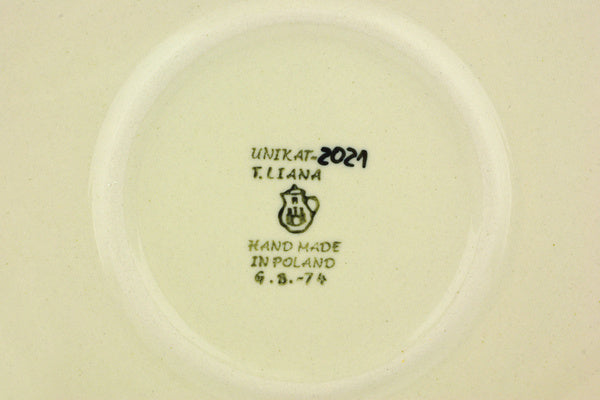 UNIKAT-2021
T. LIANA
HAND MADE
IN POLAND
G.B.-74